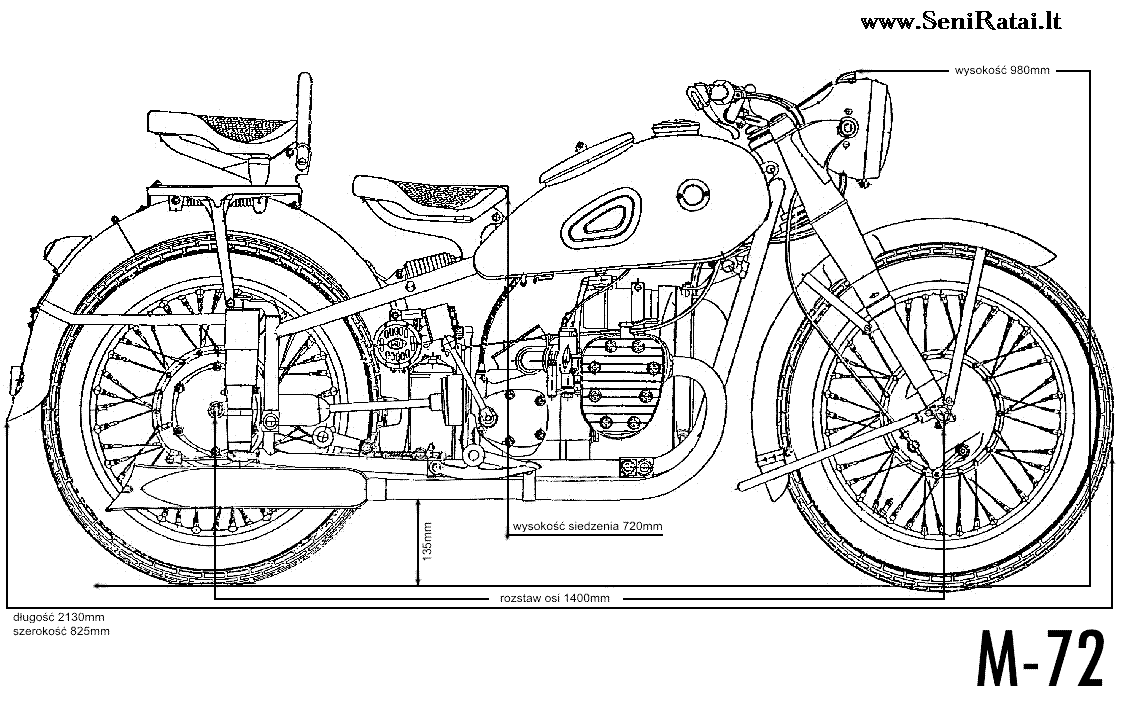 www.SeniRatai.lt
wysokość 980mm
wysokość siedzenia 720mm
135mm
rozstaw osi 1400mm
długość 2130mm
szerokość 825mm
M-72